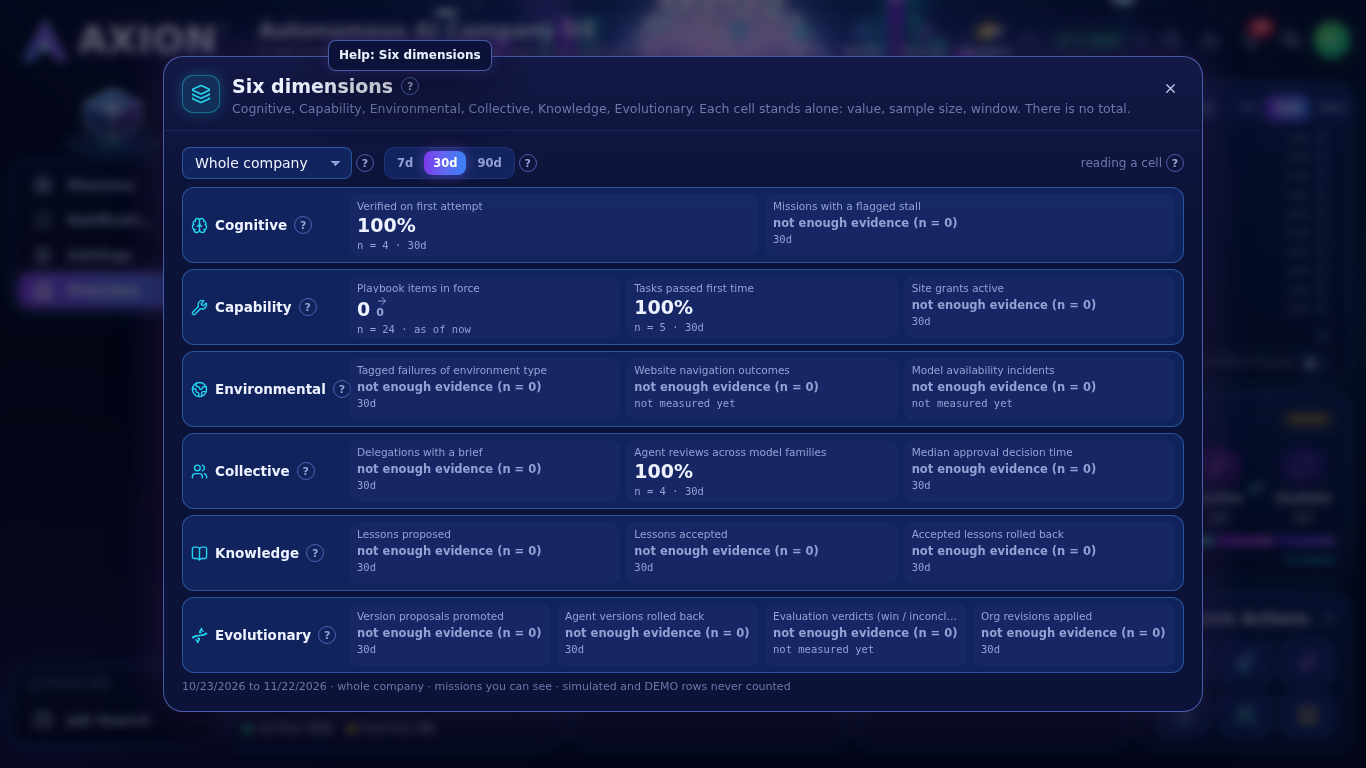 AXION
Autonomous AI Company OS
Help: Six dimensions
Six dimensions ?
Cognitive, Capability, Environmental, Collective, Knowledge, Evolutionary. Each cell stands alone: value, sample size, window. There is no total.
Whole company ? 7d 30d 90d ? reading a cell ?
Cognitive ?
Verified on first attempt
100%
n = 4 · 30d
Missions with a flagged stall
not enough evidence (n = 0)
30d
Capability ?
Playbook items in force
0 → 0
n = 24 · as of now
Tasks passed first time
100%
n = 5 · 30d
Site grants active
not enough evidence (n = 0)
30d
Environmental ?
Tagged failures of environment type
not enough evidence (n = 0)
30d
Website navigation outcomes
not enough evidence (n = 0)
not measured yet
Model availability incidents
not enough evidence (n = 0)
not measured yet
Collective ?
Delegations with a brief
not enough evidence (n = 0)
30d
Agent reviews across model families
100%
n = 4 · 30d
Median approval decision time
not enough evidence (n = 0)
30d
Knowledge ?
Lessons proposed
not enough evidence (n = 0)
30d
Lessons accepted
not enough evidence (n = 0)
30d
Accepted lessons rolled back
not enough evidence (n = 0)
30d
Evolutionary ?
Version proposals promoted
not enough evidence (n = 0)
30d
Agent versions rolled back
not enough evidence (n = 0)
30d
Evaluation verdicts (win / inconcl...
not enough evidence (n = 0)
not measured yet
Org revisions applied
not enough evidence (n = 0)
30d
10/23/2026 to 11/22/2026 · whole company · missions you can see · simulated and DEMO rows never counted
Missions
Settings
Overview
Job Search